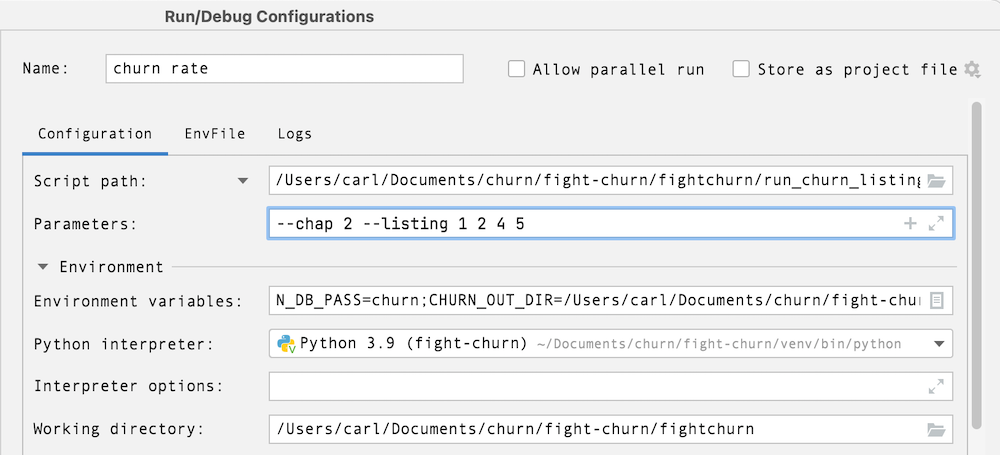 Run/Debug Configurations
Name: churn rate Allow parallel run Store as project file
Configuration EnvFile Logs
Script path: /Users/carl/Documents/churn/fight-churn/fightchurn/run_churn_listing
Parameters: --chap 2 --listing 1 2 4 5
Environment
Environment variables: N_DB_PASS=churn;CHURN_OUT_DIR=/Users/carl/Documents/churn/fight-chu
Python interpreter: Python 3.9 (fight-churn) ~/Documents/churn/fight-churn/venv/bin/python
Interpreter options:
Working directory: /Users/carl/Documents/churn/fight-churn/fightchurn